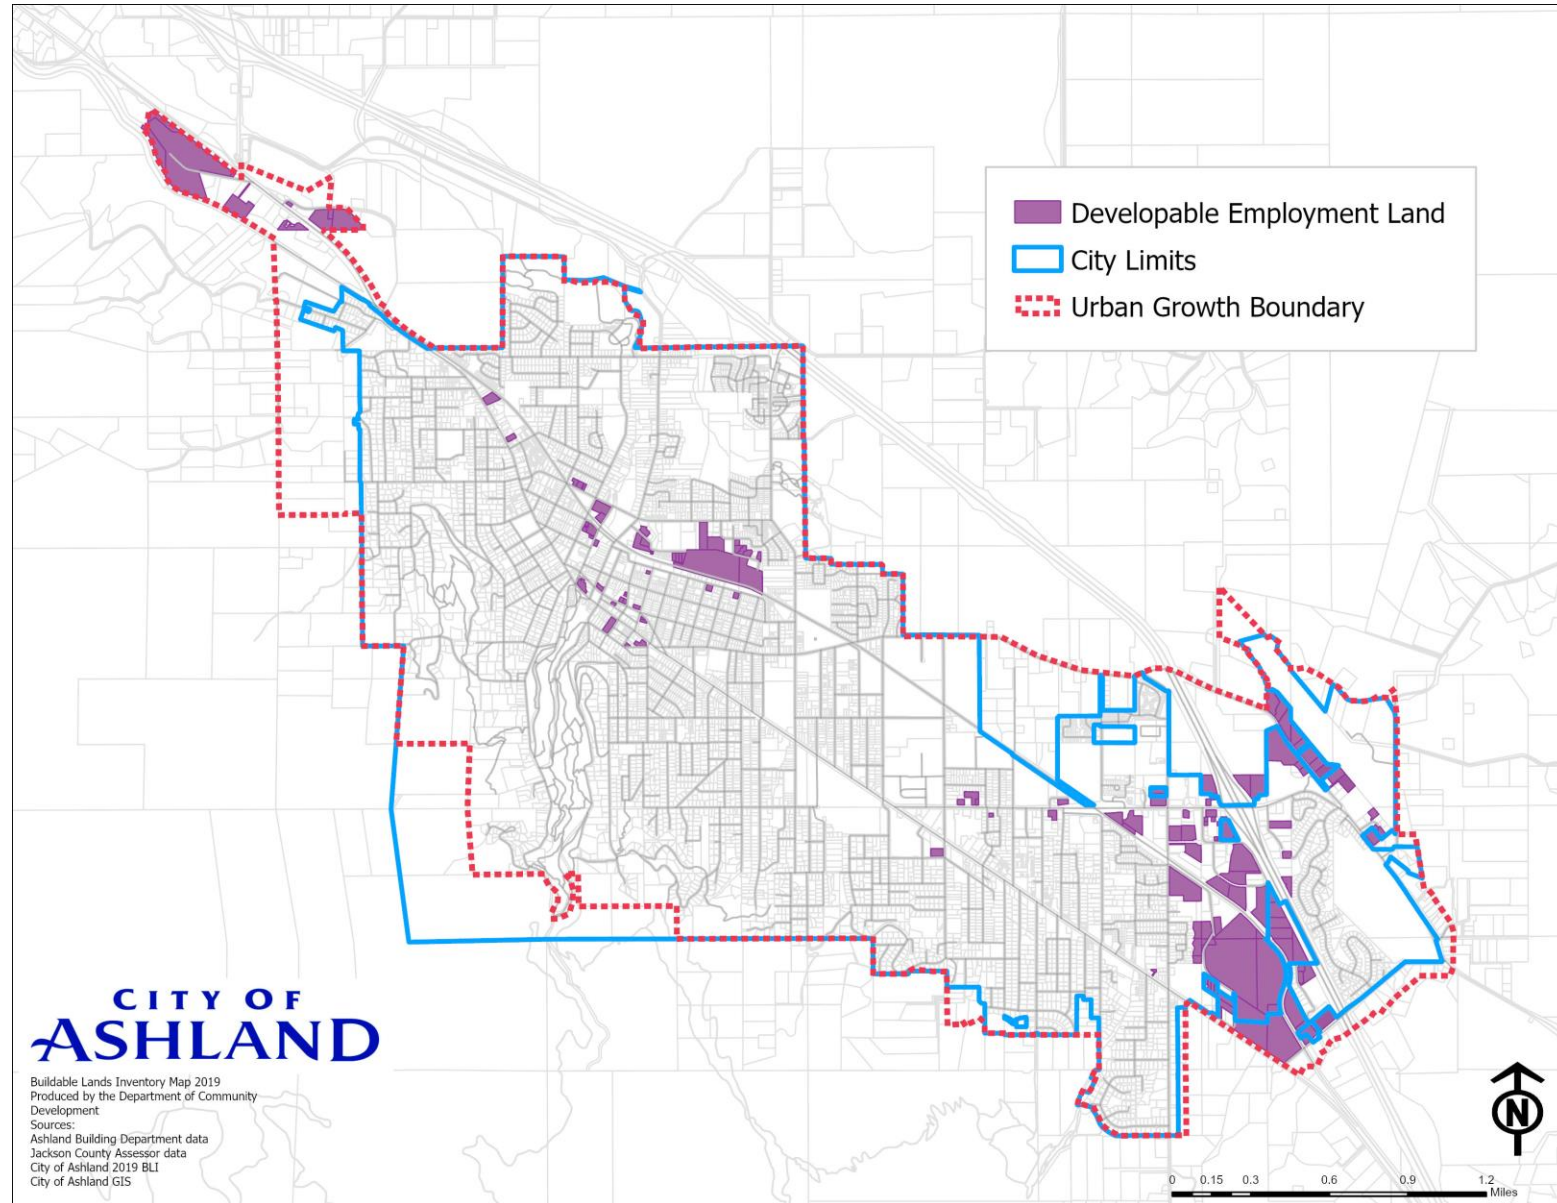 Developable Employment Land
City Limits
Urban Growth Boundary
CITY OF
ASHLAND
Buildable Lands Inventory Map 2019
Produced by the Department of Community
Development
Sources:
Ashland Building Department data
Jackson County Assessor data
City of Ashland 2019 BLI
City of Ashland GIS
N
0 0.15 0.3 0.6 0.9 1.2
Miles